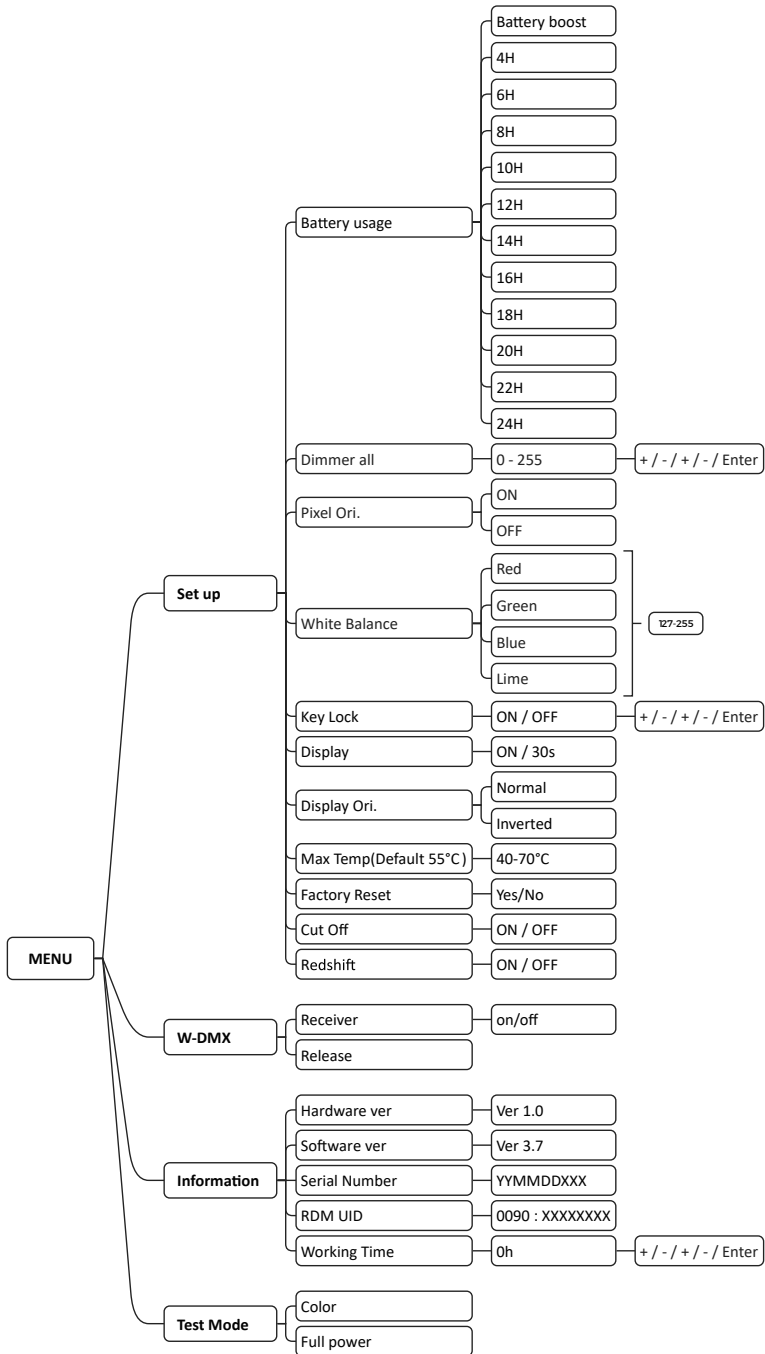 MENU
Set up
Battery usage
Battery boost
4H
6H
8H
10H
12H
14H
16H
18H
20H
22H
24H
Dimmer all
0 - 255
+ / - / + / - / Enter
Pixel Ori.
ON
OFF
White Balance
Red
Green
Blue
Lime
127-255
Key Lock
ON / OFF
+ / - / + / - / Enter
Display
ON / 30s
Display Ori.
Normal
Inverted
Max Temp(Default 55°C)
40-70°C
Factory Reset
Yes/No
Cut Off
ON / OFF
Redshift
ON / OFF
W-DMX
Receiver
on/off
Release
Information
Hardware ver
Ver 1.0
Software ver
Ver 3.7
Serial Number
YYMMDDXXX
RDM UID
0090 : XXXXXXXX
Working Time
0h
+ / - / + / - / Enter
Test Mode
Color
Full power